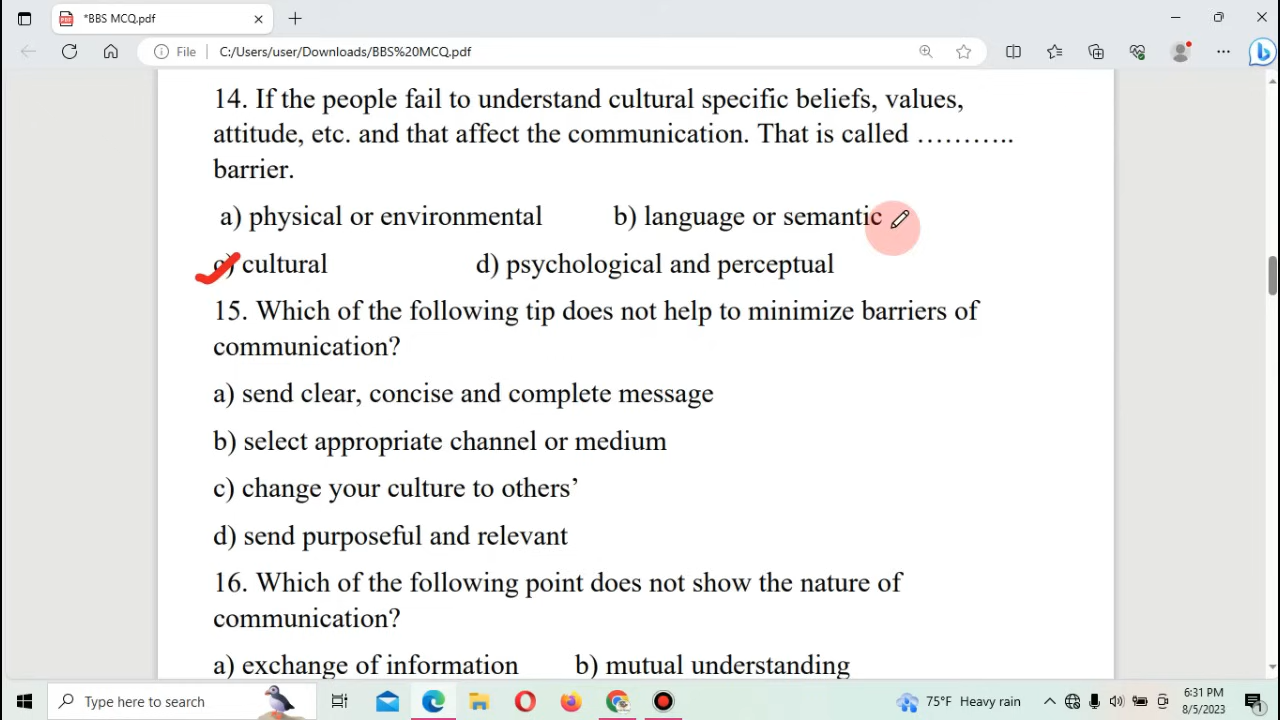 *BBS MCQ.pdf
File C:/Users/user/Downloads/BBS%20MCQ.pdf
14. If the people fail to understand cultural specific beliefs, values,
attitude, etc. and that affect the communication. That is called ………..
barrier.
a) physical or environmental b) language or semantic
c) cultural d) psychological and perceptual
15. Which of the following tip does not help to minimize barriers of
communication?
a) send clear, concise and complete message
b) select appropriate channel or medium
c) change your culture to others’
d) send purposeful and relevant
16. Which of the following point does not show the nature of
communication?
a) exchange of information b) mutual understanding
Type here to search 75°F Heavy rain 6:31 PM
8/5/2023 1